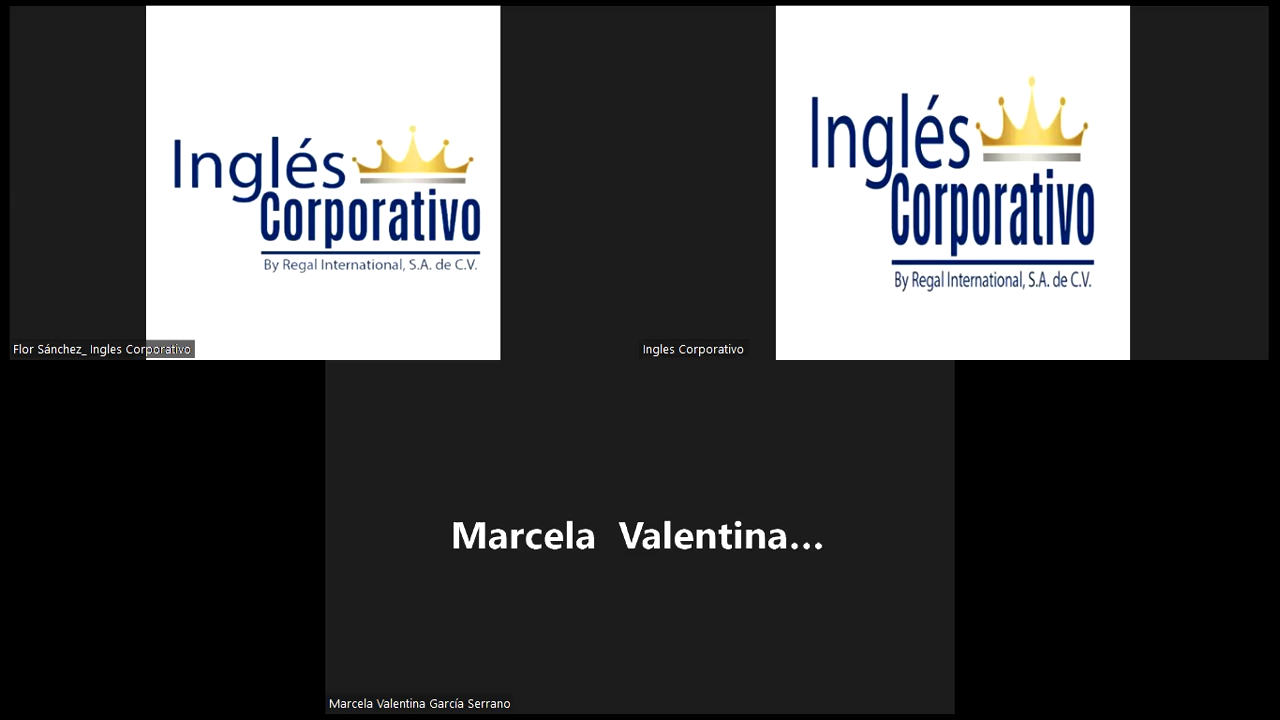 Inglés
Corporativo
By Regal International, S.A. de C.V.
Flor Sánchez_ Ingles Corporativo
Inglés
Corporativo
By Regal International, S.A. de C.V.
Ingles Corporativo
Marcela Valentina...
Marcela Valentina García Serrano